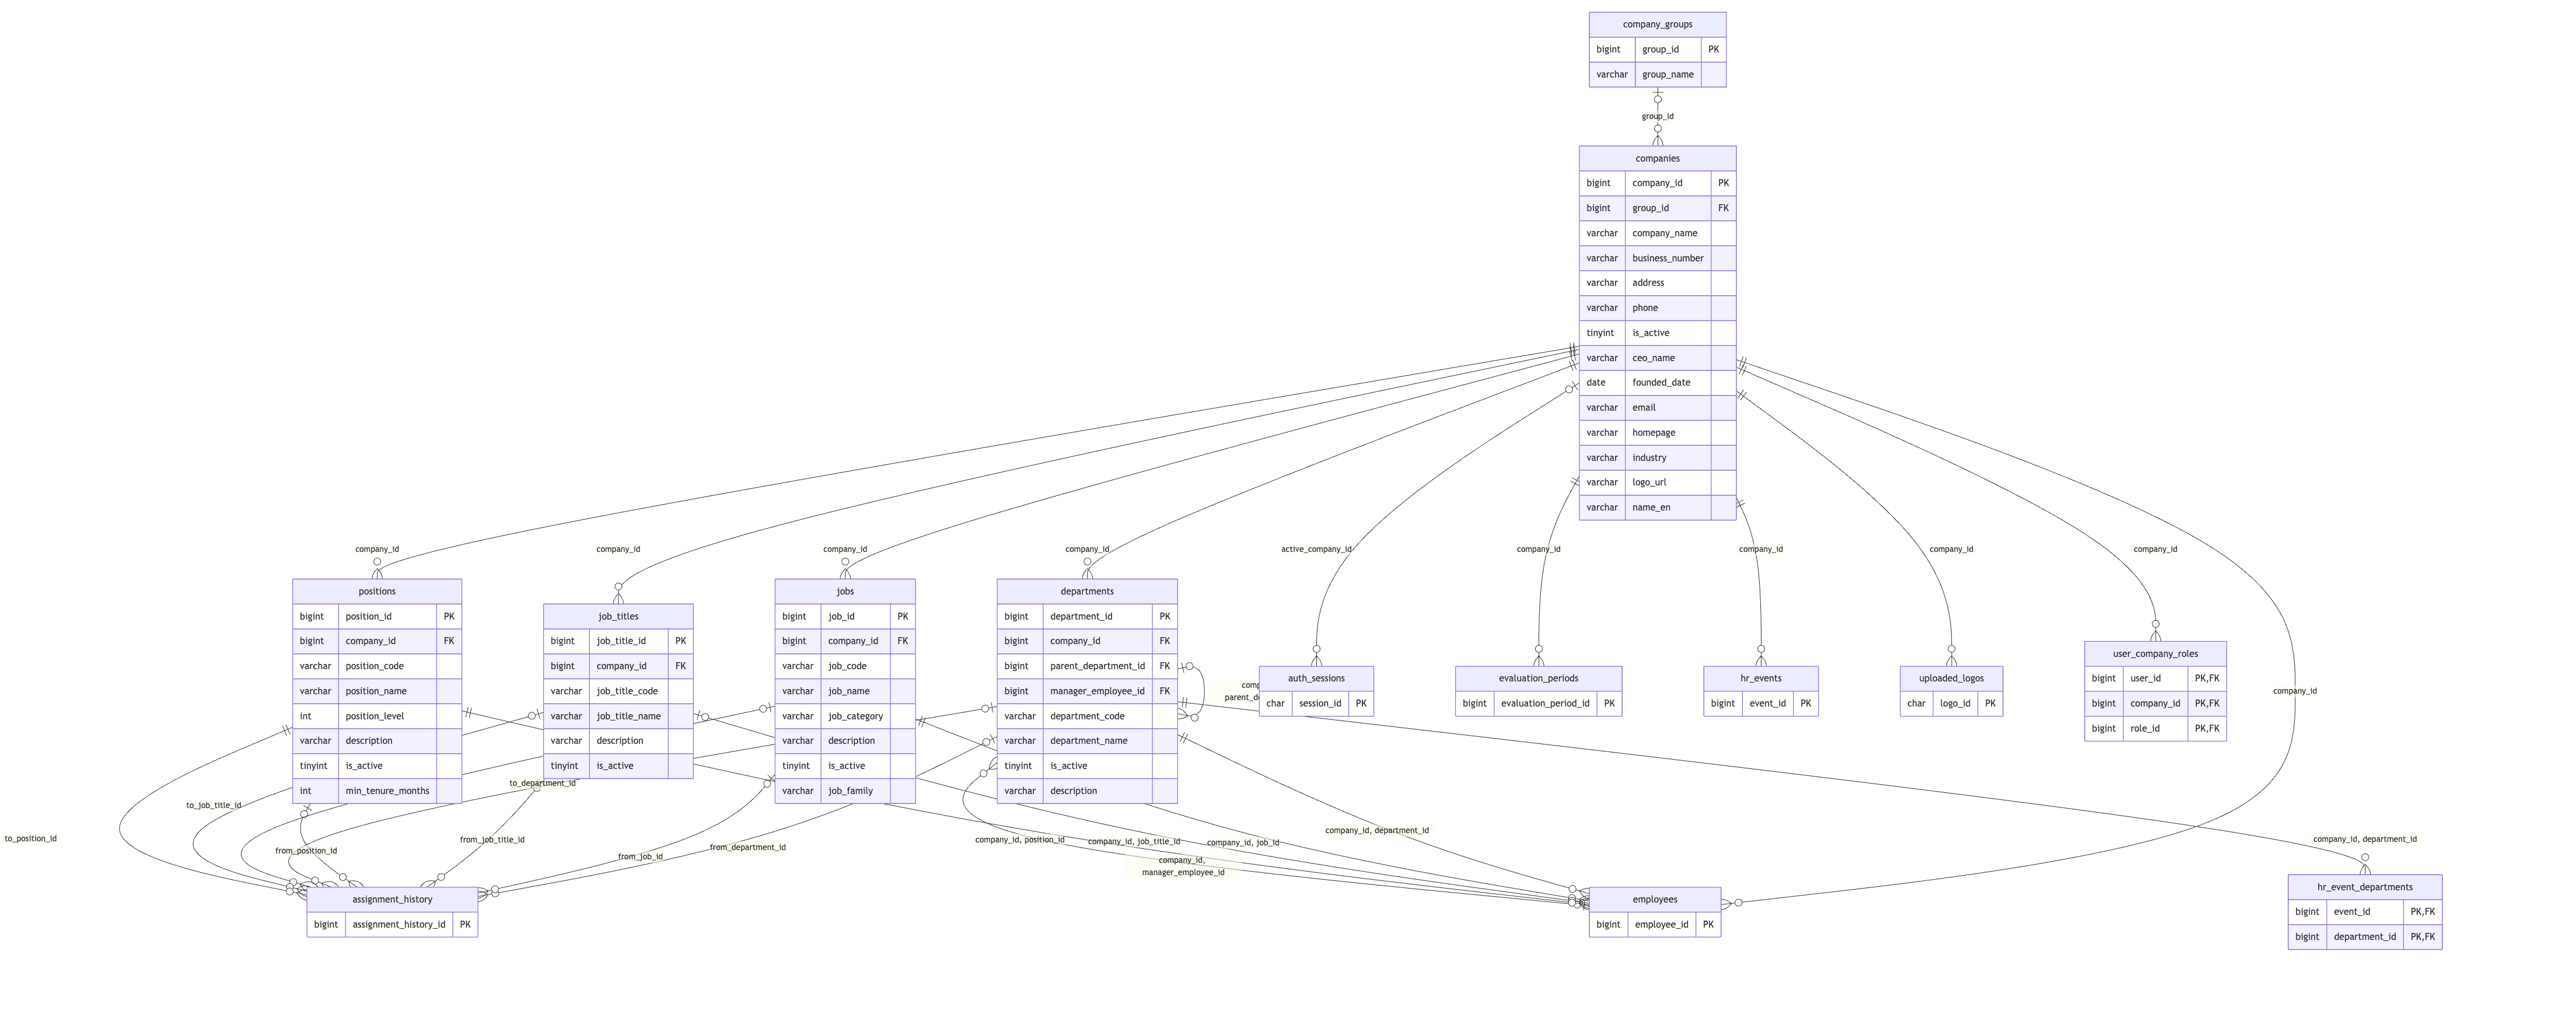 company_groups
bigint group_id PK
varchar group_name
group_id
companies
bigint company_id PK
bigint group_id FK
varchar company_name
varchar business_number
varchar address
varchar phone
tinyint is_active
varchar ceo_name
date founded_date
varchar email
varchar homepage
varchar industry
varchar logo_url
varchar name_en
company_id
company_id
company_id
company_id
active_company_id
company_id
company_id
company_id
company_id
company_id
positions
bigint position_id PK
bigint company_id FK
varchar position_code
varchar position_name
int position_level
varchar description
tinyint is_active
int min_tenure_months
job_titles
bigint job_title_id PK
bigint company_id FK
varchar job_title_code
varchar job_title_name
varchar description
tinyint is_active
jobs
bigint job_id PK
bigint company_id FK
varchar job_code
varchar job_name
varchar job_category
varchar description
tinyint is_active
varchar job_family
departments
bigint department_id PK
bigint company_id FK
bigint parent_department_id FK
bigint manager_employee_id FK
varchar department_code
varchar department_name
tinyint is_active
varchar description
auth_sessions
char session_id PK
evaluation_periods
bigint evaluation_period_id PK
hr_events
bigint event_id PK
uploaded_logos
char logo_id PK
user_company_roles
bigint user_id PK,FK
bigint company_id PK,FK
bigint role_id PK,FK
to_position_id
to_job_title_id
from_position_id
to_department_id
from_job_title_id
from_job_id
from_department_id
company_id, position_id
company_id, job_title_id
company_id, job_id
company_id, department_id
company_id,
manager_employee_id
company_id, department_id
assignment_history
bigint assignment_history_id PK
employees
bigint employee_id PK
hr_event_departments
bigint event_id PK,FK
bigint department_id PK,FK